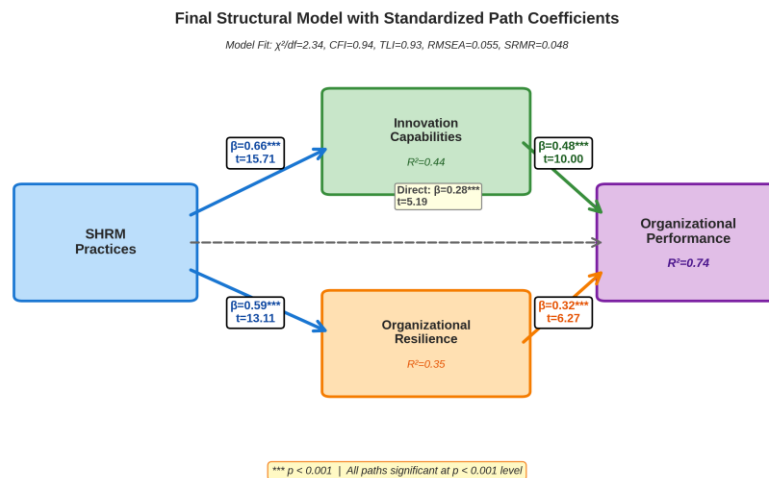 Final Structural Model with Standardized Path Coefficients
Model Fit: χ²/df=2.34, CFI=0.94, TLI=0.93, RMSEA=0.055, SRMR=0.048
Innovation
Capabilities
R²=0.44
β=0.66***
t=15.71
β=0.48***
t=10.00
Direct: β=0.28***
t=5.19
SHRM
Practices
Organizational
Performance
R²=0.74
β=0.59***
t=13.11
Organizational
Resilience
R²=0.35
β=0.32***
t=6.27
*** p < 0.001 | All paths significant at p < 0.001 level